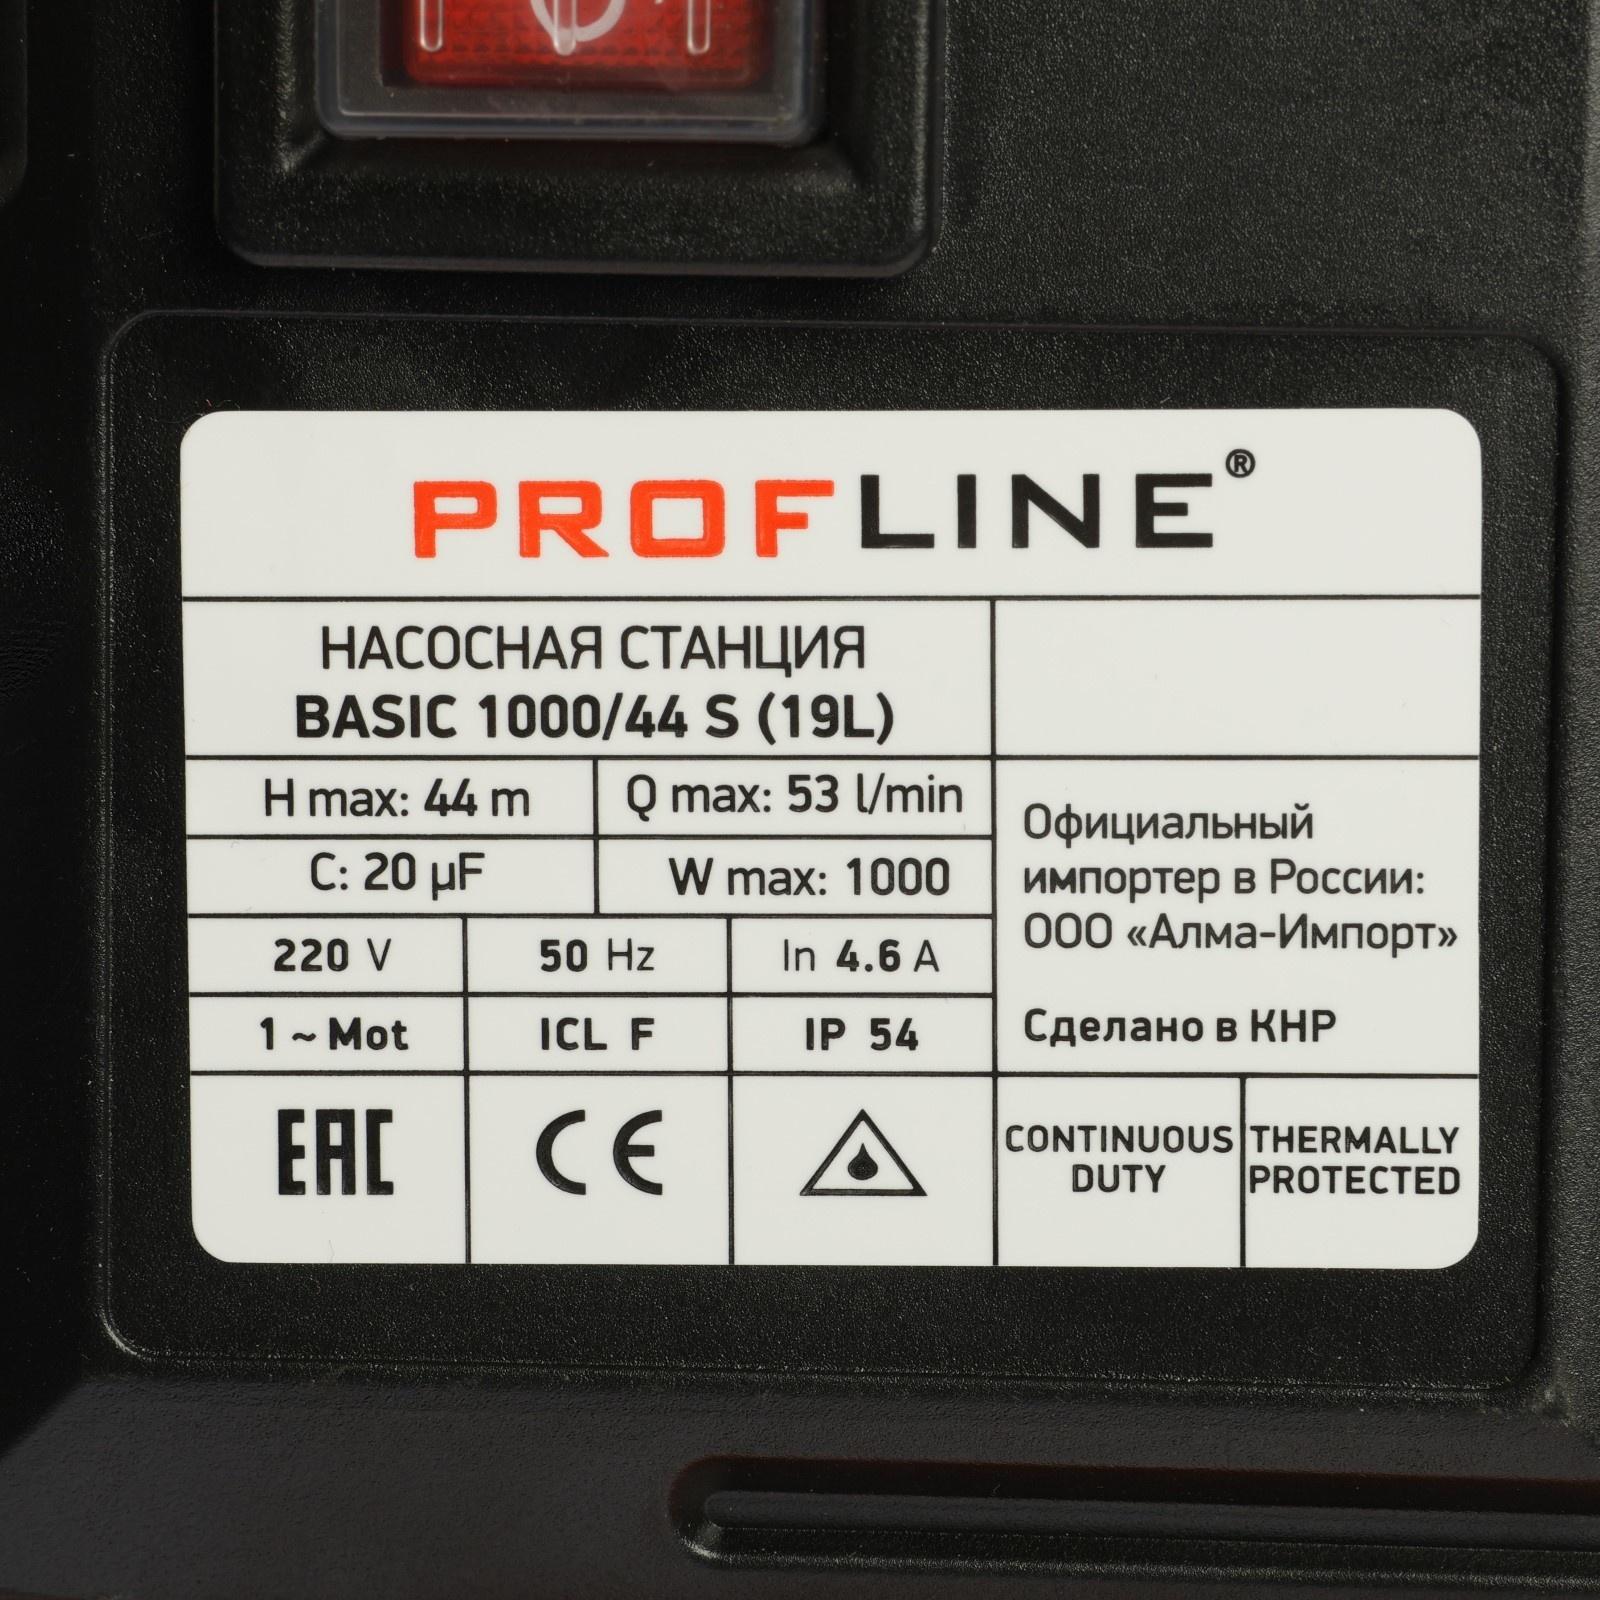 PROFLINE®
НАСОСНАЯ СТАНЦИЯ
BASIC 1000/44 S (19L)
H max: 44 m
Q max: 53 l/min
C: 20 µF
W max: 1000
220 V
50 Hz
In 4.6 A
1 ~ Mot
ICL F
IP 54
Официальный
импортер в России:
ООО «Алма-Импорт»
Сделано в КНР
EAC
CE
CONTINUOUS
DUTY
THERMALLY
PROTECTED